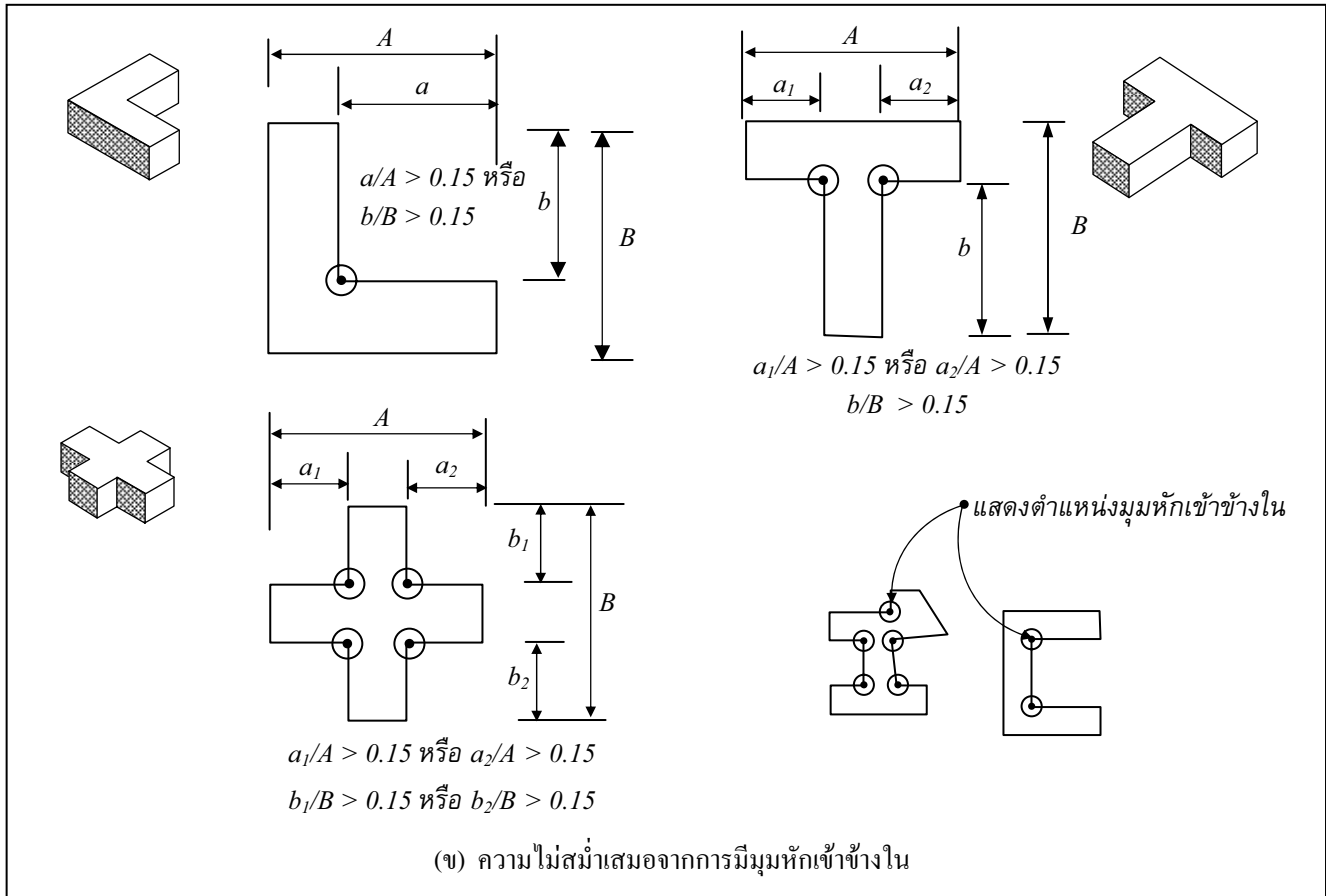 A
a
a/A > 0.15 หรือ
b/B > 0.15
b
B
A
a₁
a₂
b
B
a₁/A > 0.15 หรือ a₂/A > 0.15
b/B > 0.15
A
a₁
a₂
b₁
B
b₂
a₁/A > 0.15 หรือ a₂/A > 0.15
b₁/B > 0.15 หรือ b₂/B > 0.15
แสดงตำแหน่งมุมหักเข้าข้างใน
(ข) ความไม่สม่ำเสมอจากการมีมุมหักเข้าข้างใน